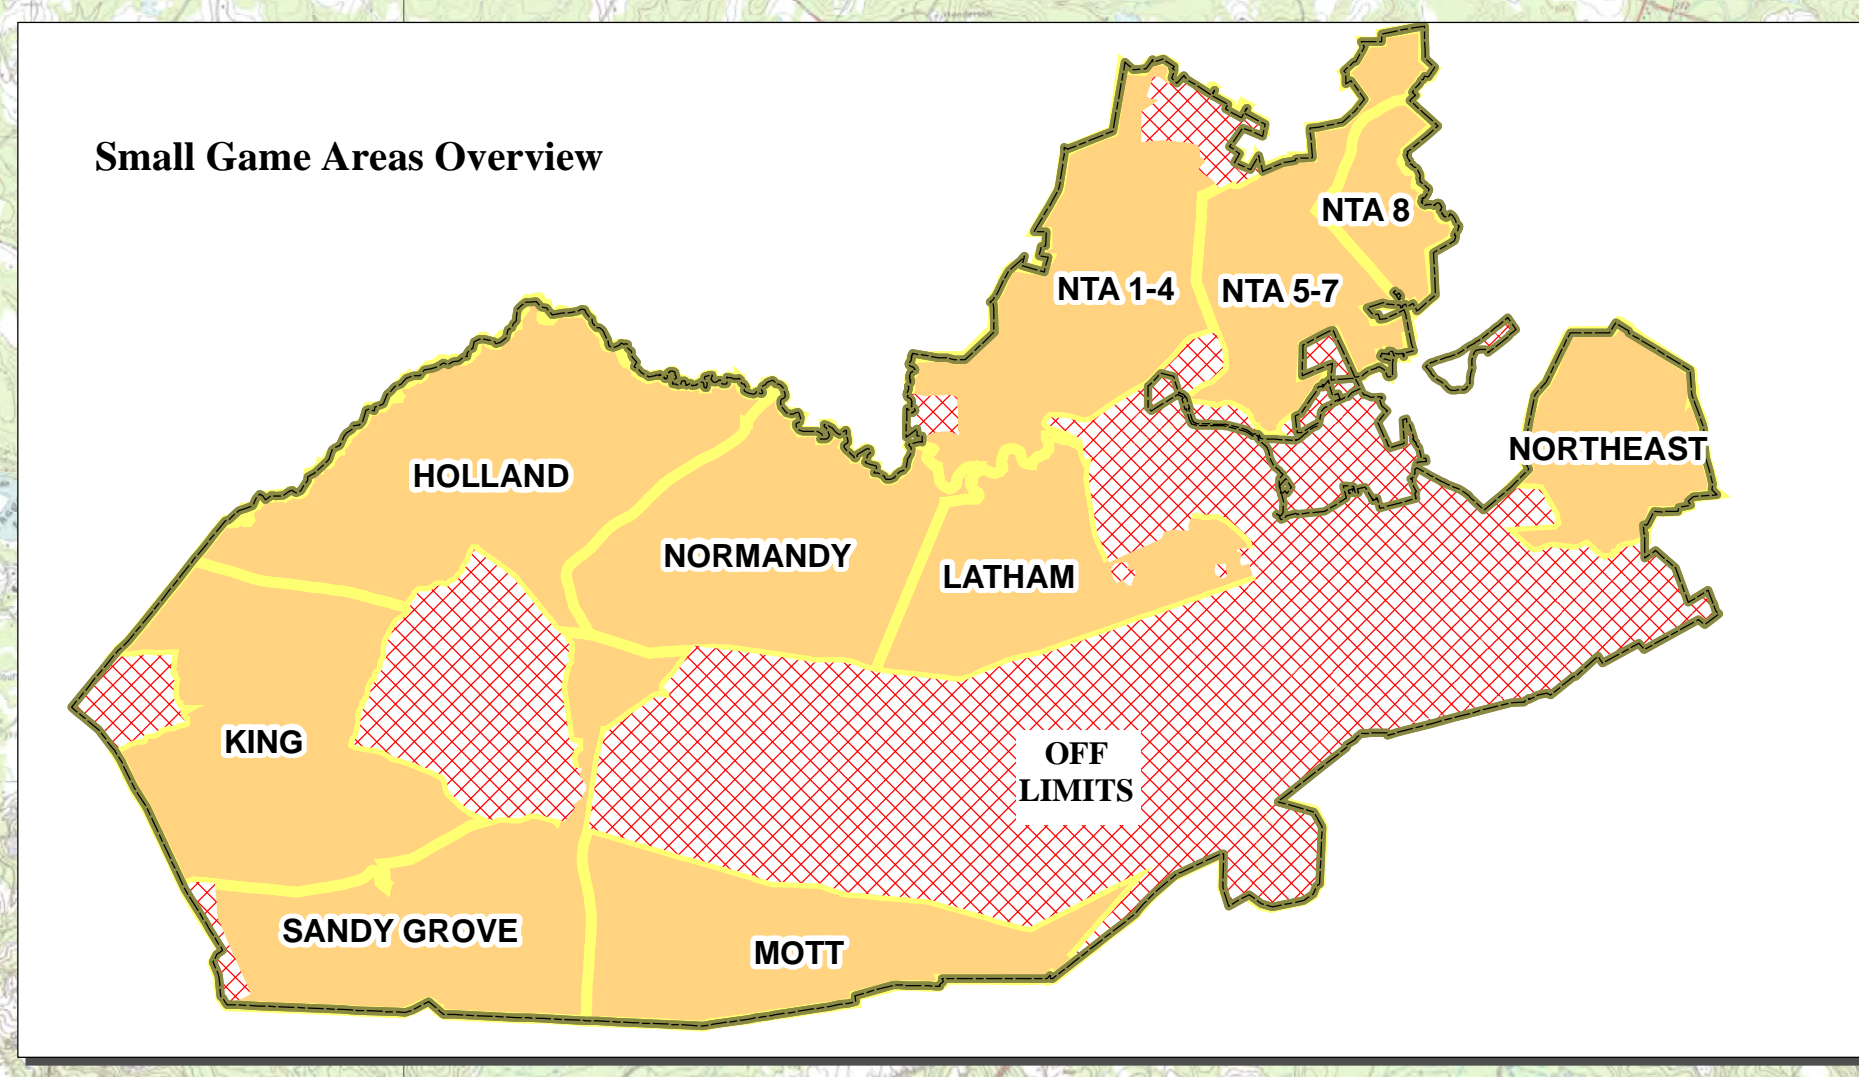 Small Game Areas Overview
NTA 8
NTA 1-4
NTA 5-7
NORTHEAST
HOLLAND
NORMANDY
LATHAM
KING
OFF
LIMITS
SANDY GROVE
MOTT